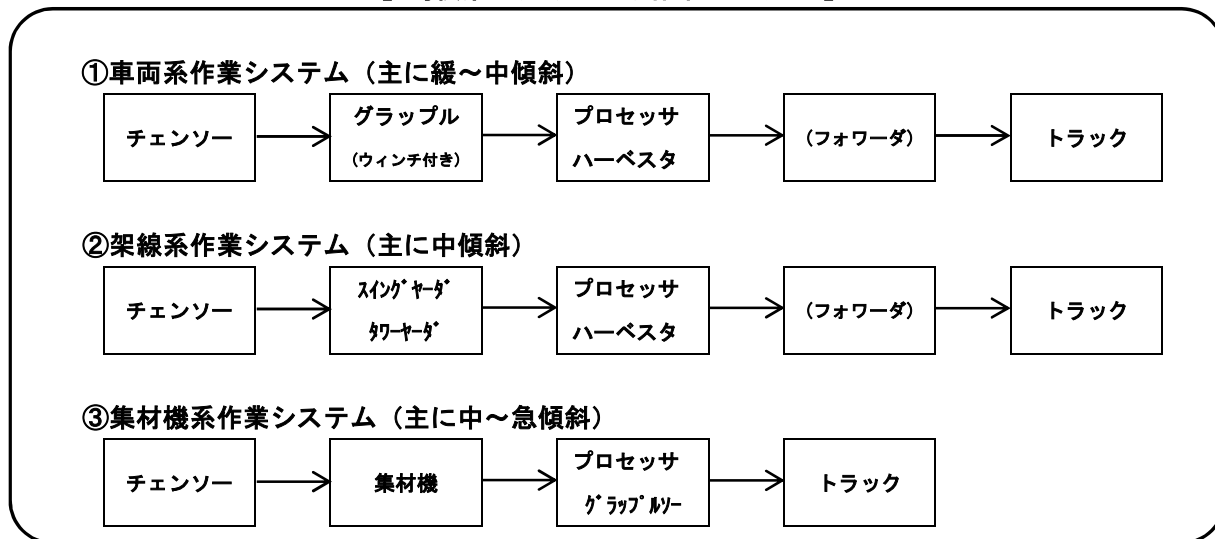 ①車両系作業システム（主に緩～中傾斜）
チェンソー
グラップル
（ウィンチ付き）
プロセッサ
ハーベスタ
（フォワーダ）
トラック
②架線系作業システム（主に中傾斜）
チェンソー
ｽｲﾝｸﾞﾔｰﾀﾞ
ﾀﾜｰﾔｰﾀﾞ
プロセッサ
ハーベスタ
（フォワーダ）
トラック
③集材機系作業システム（主に中～急傾斜）
チェンソー
集材機
プロセッサ
ｸﾞﾗｯﾌﾟﾙｿｰ
トラック